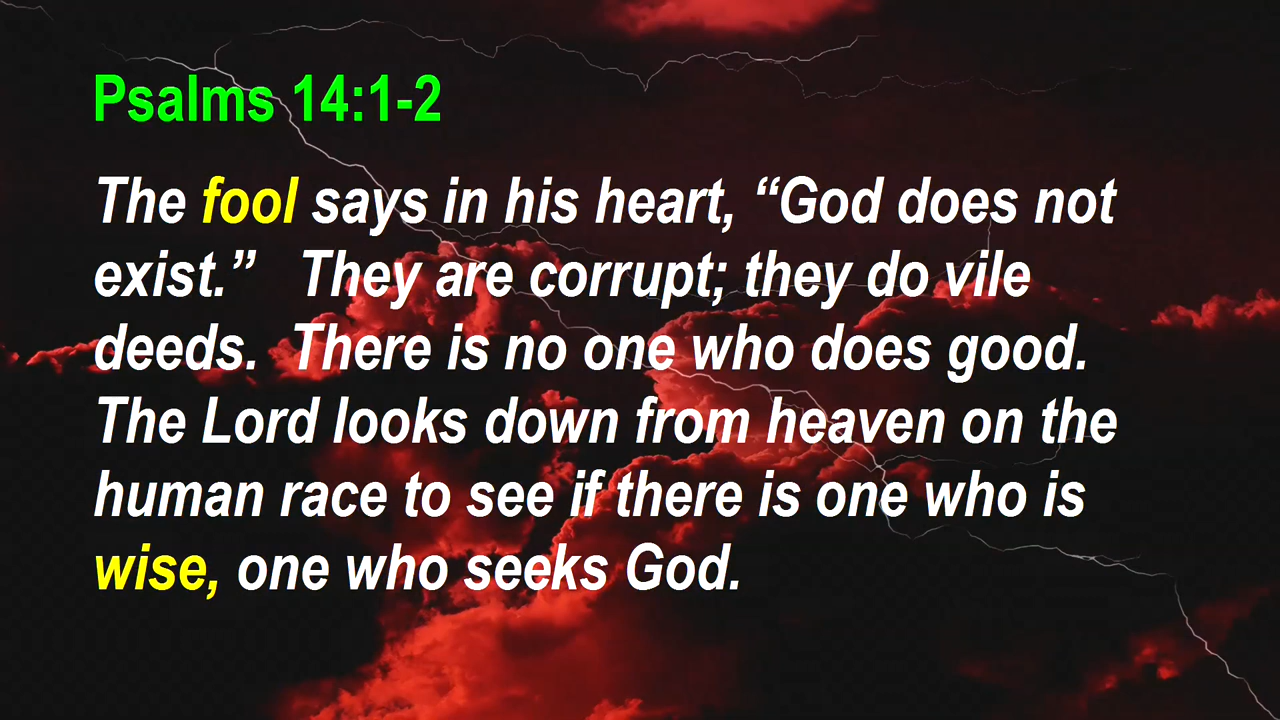 Psalms 14:1-2
The fool says in his heart, “God does not
exist.”   They are corrupt; they do vile
deeds.  There is no one who does good.
The Lord looks down from heaven on the
human race to see if there is one who is
wise, one who seeks God.